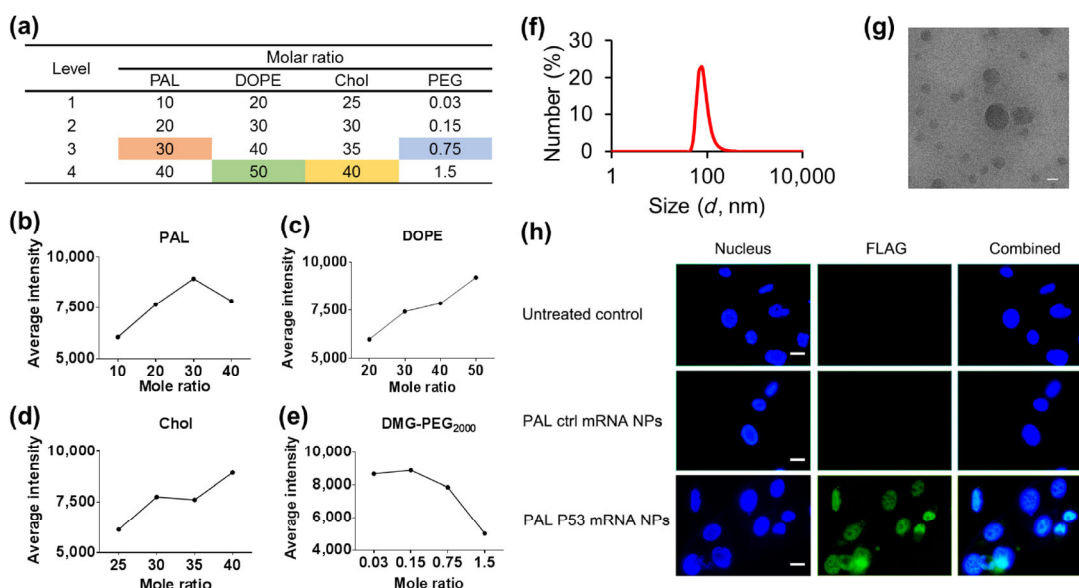 (a)
Level
Molar ratio
PAL DOPE Chol PEG
1 10 20 25 0.03
2 20 30 30 0.15
3 30 40 35 0.75
4 40 50 40 1.5
(b)
PAL
Average intensity
10,000
7,500
5,000
10 20 30 40
Mole ratio
(c)
DOPE
Average intensity
10,000
7,500
5,000
20 30 40 50
Mole ratio
(d)
Chol
Average intensity
10,000
7,500
5,000
25 30 35 40
Mole ratio
(e)
DMG-PEG2000
Average intensity
10,000
8,000
6,000
4,000
0.03 0.15 0.75 1.5
Mole ratio
(f)
Number (%)
30
20
10
0
1 100 10,000
Size (d, nm)
(g)
(h)
Nucleus FLAG Combined
Untreated control
PAL ctrl mRNA NPs
PAL P53 mRNA NPs